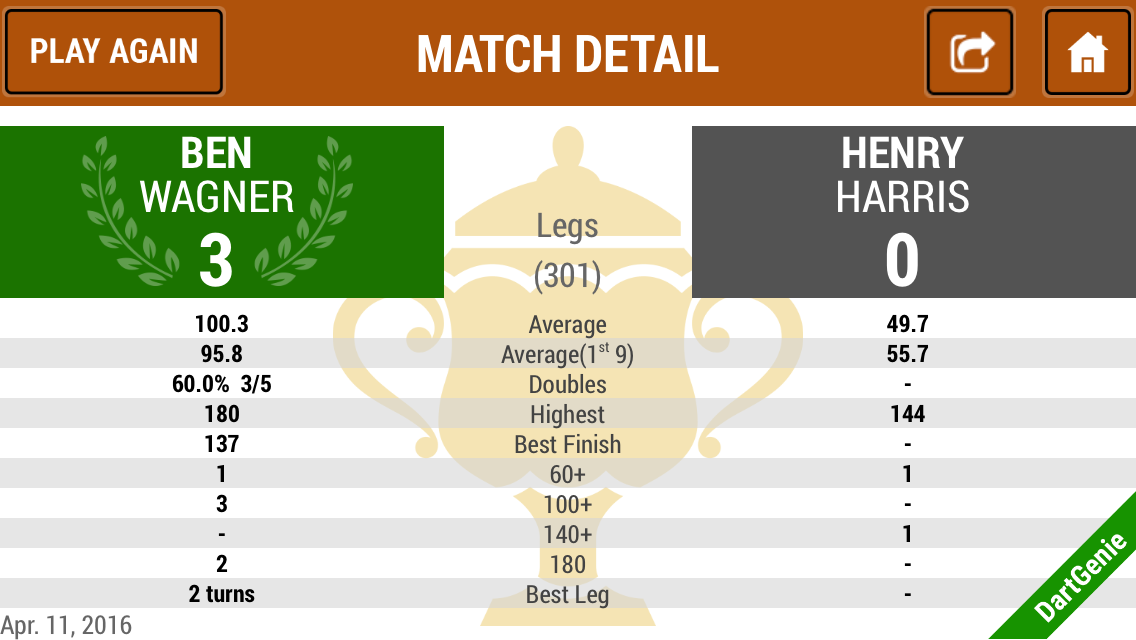 PLAY AGAIN
MATCH DETAIL
BEN
WAGNER
3
Legs
(301)
HENRY
HARRIS
0
100.3 Average 49.7
95.8 Average(1st 9) 55.7
60.0% 3/5 Doubles -
180 Highest 144
137 Best Finish -
1 60+ 1
3 100+ -
- 140+ 1
2 180 -
2 turns Best Leg -
DartGenie
Apr. 11, 2016